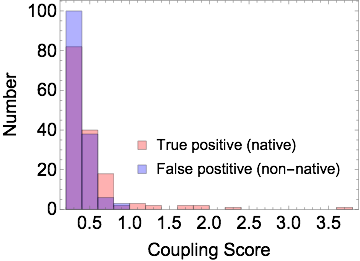 100
80
60
40
20
0
Number
True positive (native)
False postitive (non-native)
0.5 1.0 1.5 2.0 2.5 3.0 3.5
Coupling Score